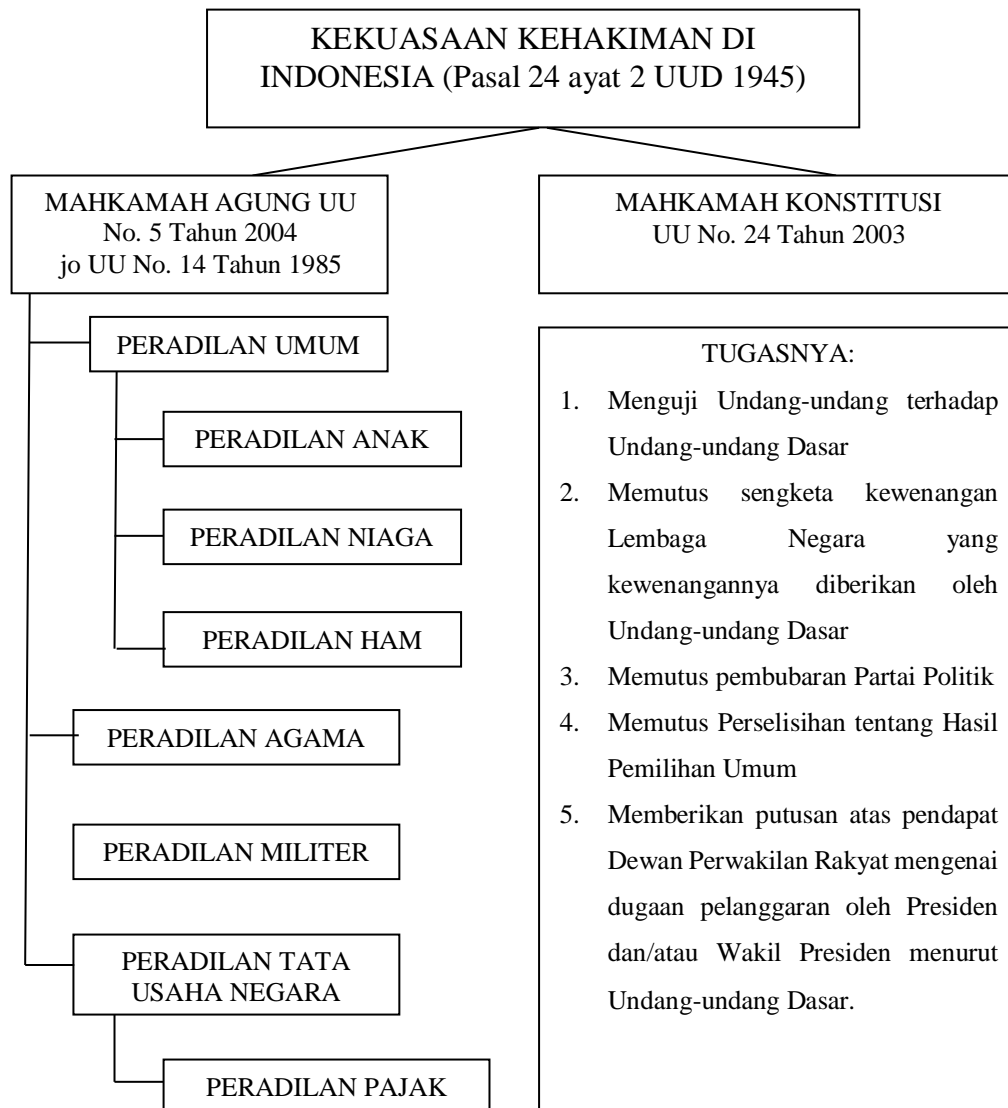 KEKUASAAN KEHAKIMAN DI
INDONESIA (Pasal 24 ayat 2 UUD 1945)
MAHKAMAH AGUNG UU
No. 5 Tahun 2004
jo UU No. 14 Tahun 1985
PERADILAN UMUM
PERADILAN ANAK
PERADILAN NIAGA
PERADILAN HAM
PERADILAN AGAMA
PERADILAN MILITER
PERADILAN TATA
USAHA NEGARA
PERADILAN PAJAK
MAHKAMAH KONSTITUSI
UU No. 24 Tahun 2003
TUGASNYA:
1. Menguji Undang-undang terhadap
Undang-undang Dasar
2. Memutus sengketa kewenangan
Lembaga Negara yang
kewenangannya diberikan oleh
Undang-undang Dasar
3. Memutus pembubaran Partai Politik
4. Memutus Perselisihan tentang Hasil
Pemilihan Umum
5. Memberikan putusan atas pendapat
Dewan Perwakilan Rakyat mengenai
dugaan pelanggaran oleh Presiden
dan/atau Wakil Presiden menurut
Undang-undang Dasar.